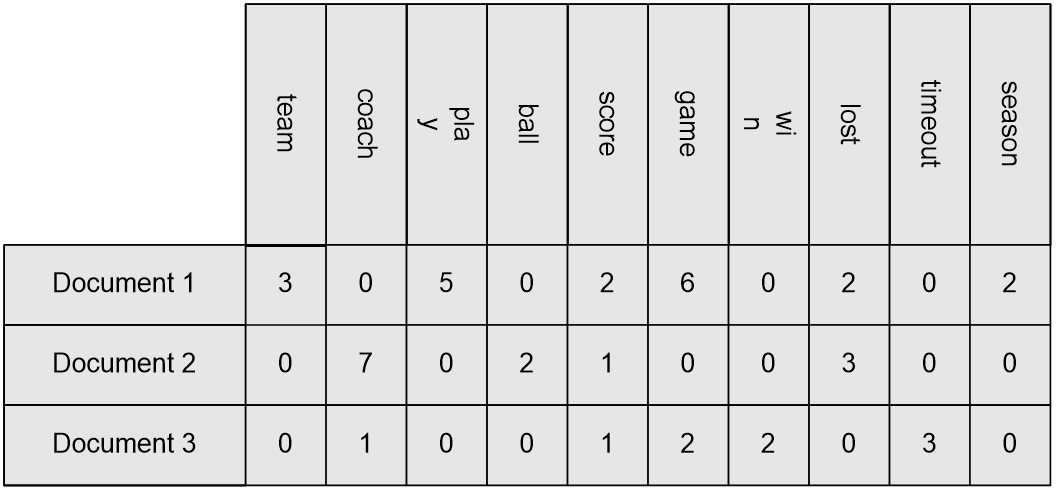 team coach play ball score game win lost timeout season
Document 1 3 0 5 0 2 6 0 2 0 2
Document 2 0 7 0 2 1 0 0 3 0 0
Document 3 0 1 0 0 1 2 2 0 3 0